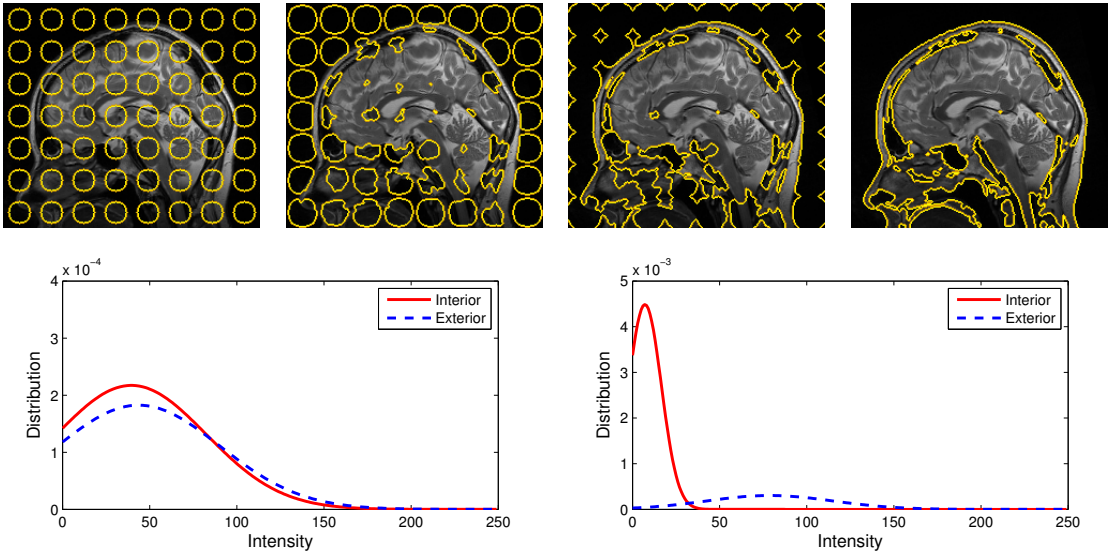 x 10⁻⁴
4
3
2
1
0
0 50 100 150 200 250
Distribution
Intensity
Interior
Exterior
x 10⁻³
5
4
3
2
1
0
0 50 100 150 200 250
Distribution
Intensity
Interior
Exterior